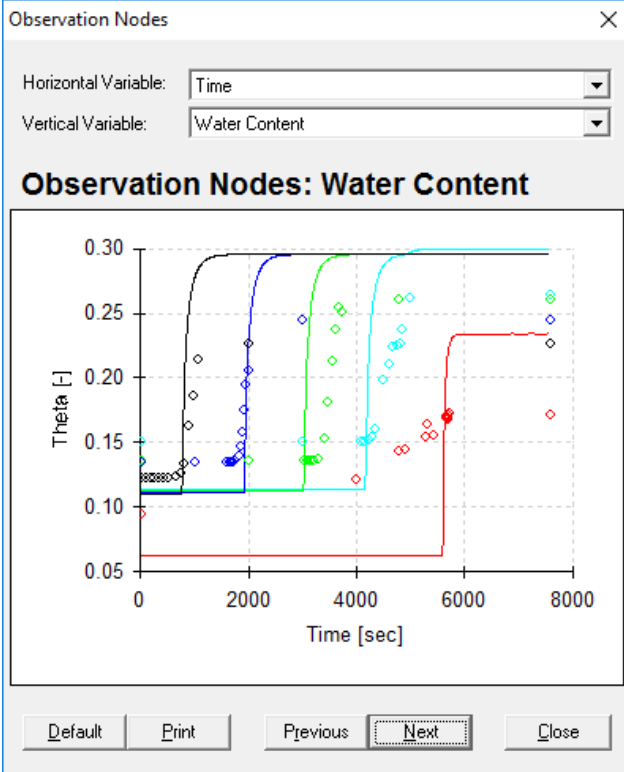 Observation Nodes
Horizontal Variable: Time
Vertical Variable: Water Content
Observation Nodes: Water Content
0.30
0.25
0.20
0.15
0.10
0.05
Theta [-]
0 2000 4000 6000 8000
Time [sec]
Default Print Previous Next Close